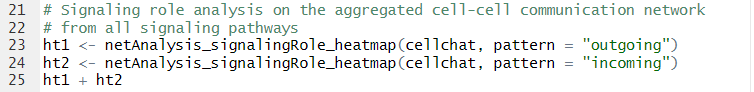 21 # Signaling role analysis on the aggregated cell-cell communication network
22 # from all signaling pathways
23 ht1 <- netAnalysis_signalingRole_heatmap(cellchat, pattern = "outgoing")
24 ht2 <- netAnalysis_signalingRole_heatmap(cellchat, pattern = "incoming")
25 ht1 + ht2